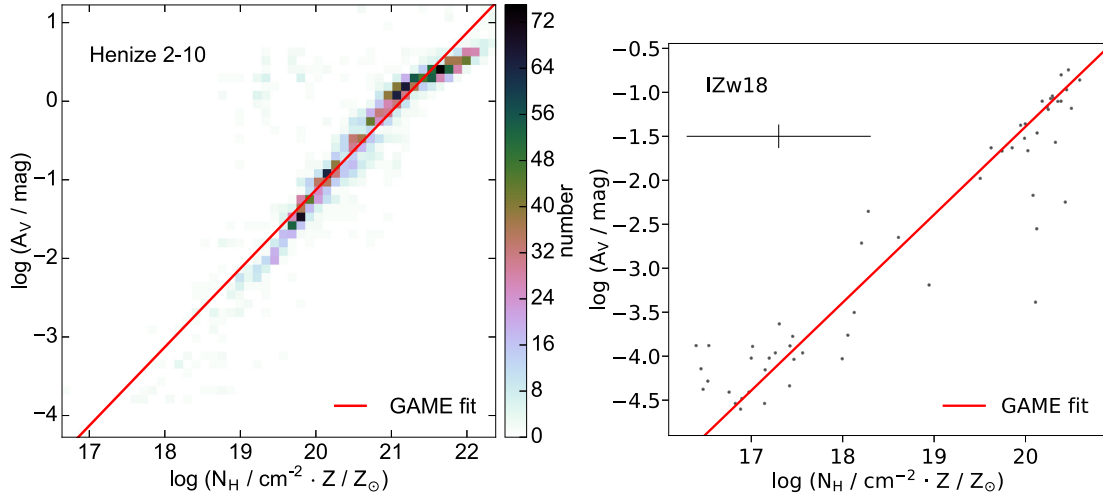 Henize 2-10
1
0
−1
−2
−3
−4
log (A_V / mag)
17 18 19 20 21 22
log (N_H / cm⁻² · Z / Z_⊙)
GAME fit
72
64
56
48
40
32
24
16
8
0
number
IZw18
−0.5
−1.0
−1.5
−2.0
−2.5
−3.0
−3.5
−4.0
−4.5
log (A_V / mag)
17 18 19 20
log (N_H / cm⁻² · Z / Z_⊙)
GAME fit